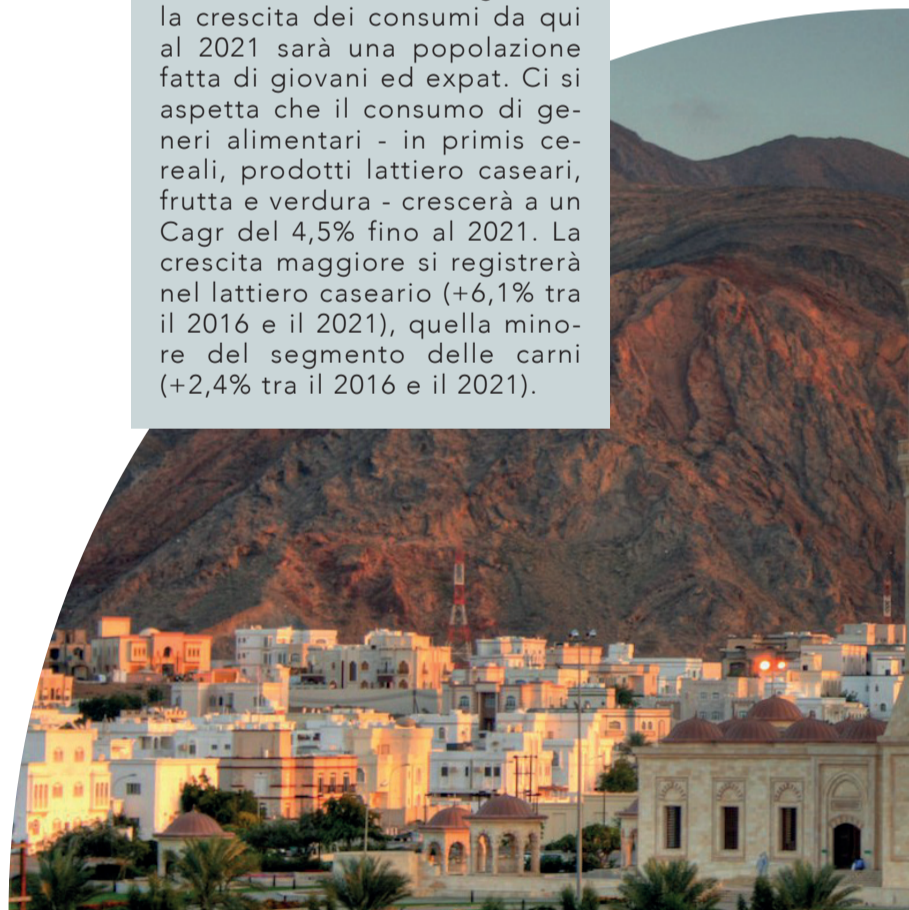 la crescita dei consumi da qui
al 2021 sarà una popolazione
fatta di giovani ed expat. Ci si
aspetta che il consumo di ge-
neri alimentari - in primis ce-
reali, prodotti lattiero caseari,
frutta e verdura - crescerà a un
Cagr del 4,5% fino al 2021. La
crescita maggiore si registrerà
nel lattiero caseario (+6,1% tra
il 2016 e il 2021), quella mino-
re del segmento delle carni
(+2,4% tra il 2016 e il 2021).